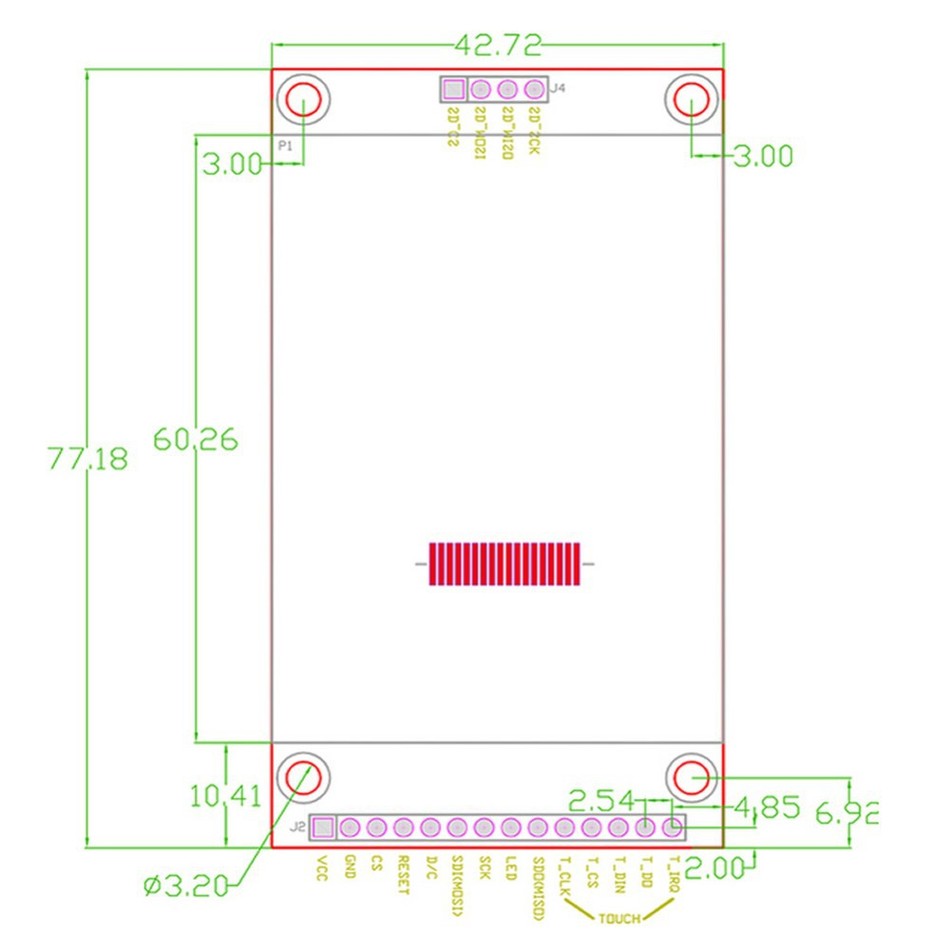 42.72
J4
SD_CS
SD_MOSI
SD_MISO
SD_SCK
P1
3.00
3.00
60.26
77.18
10.41
2.54
4.85
6.92
J2
2.00
ø3.20
VCC
GND
CS
RESET
D/C
SDI(MOSI)
SCK
LED
SDO(MISO)
T_CLK
T_CS
T_DIN
T_DO
T_IRQ
TOUCH